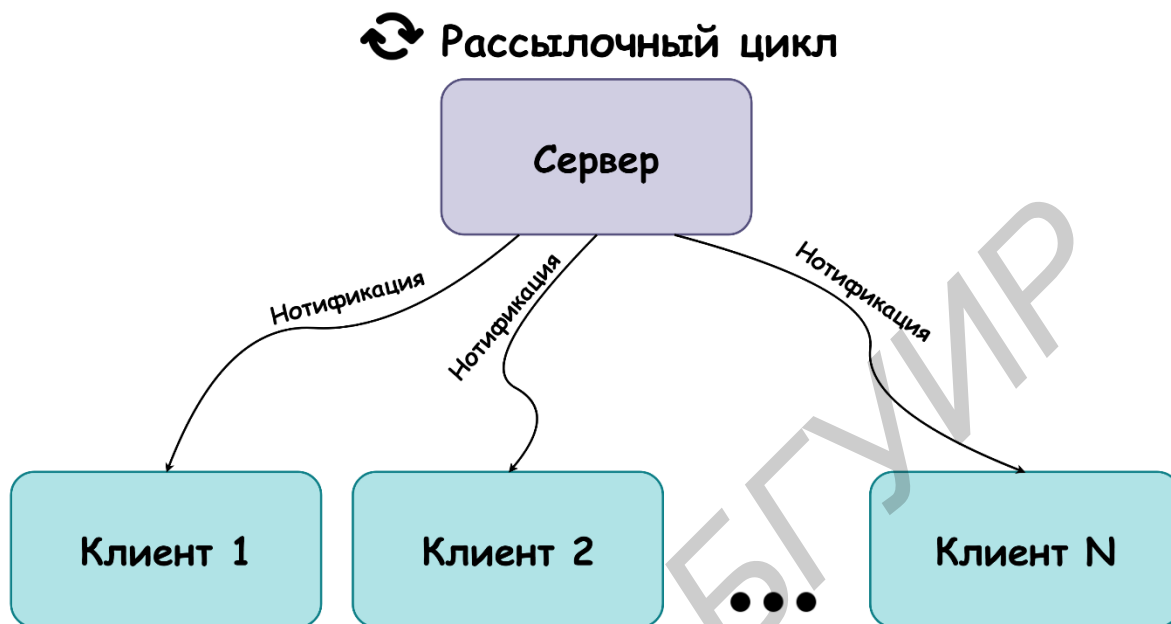 Рассылочный цикл
Сервер
Нотификация
Нотификация
Нотификация
Клиент 1
Клиент 2
Клиент N
БГУИР